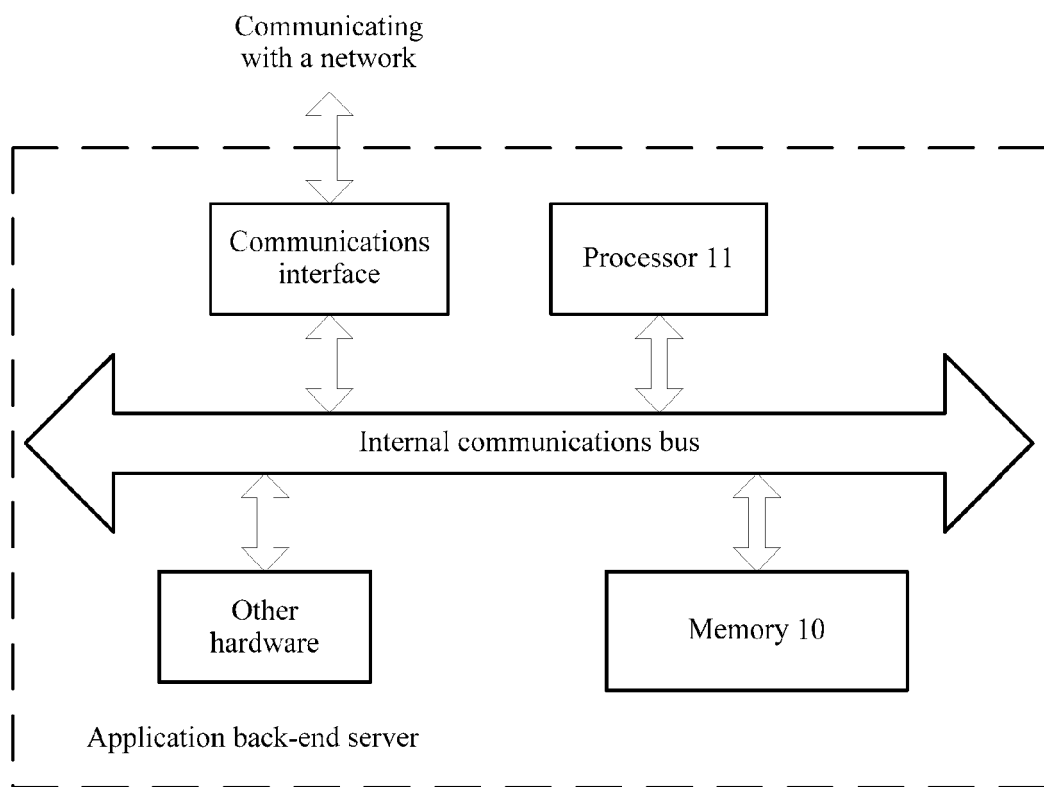 Communicating
with a network
Communications
interface
Processor 11
Internal communications bus
Other
hardware
Memory 10
Application back-end server